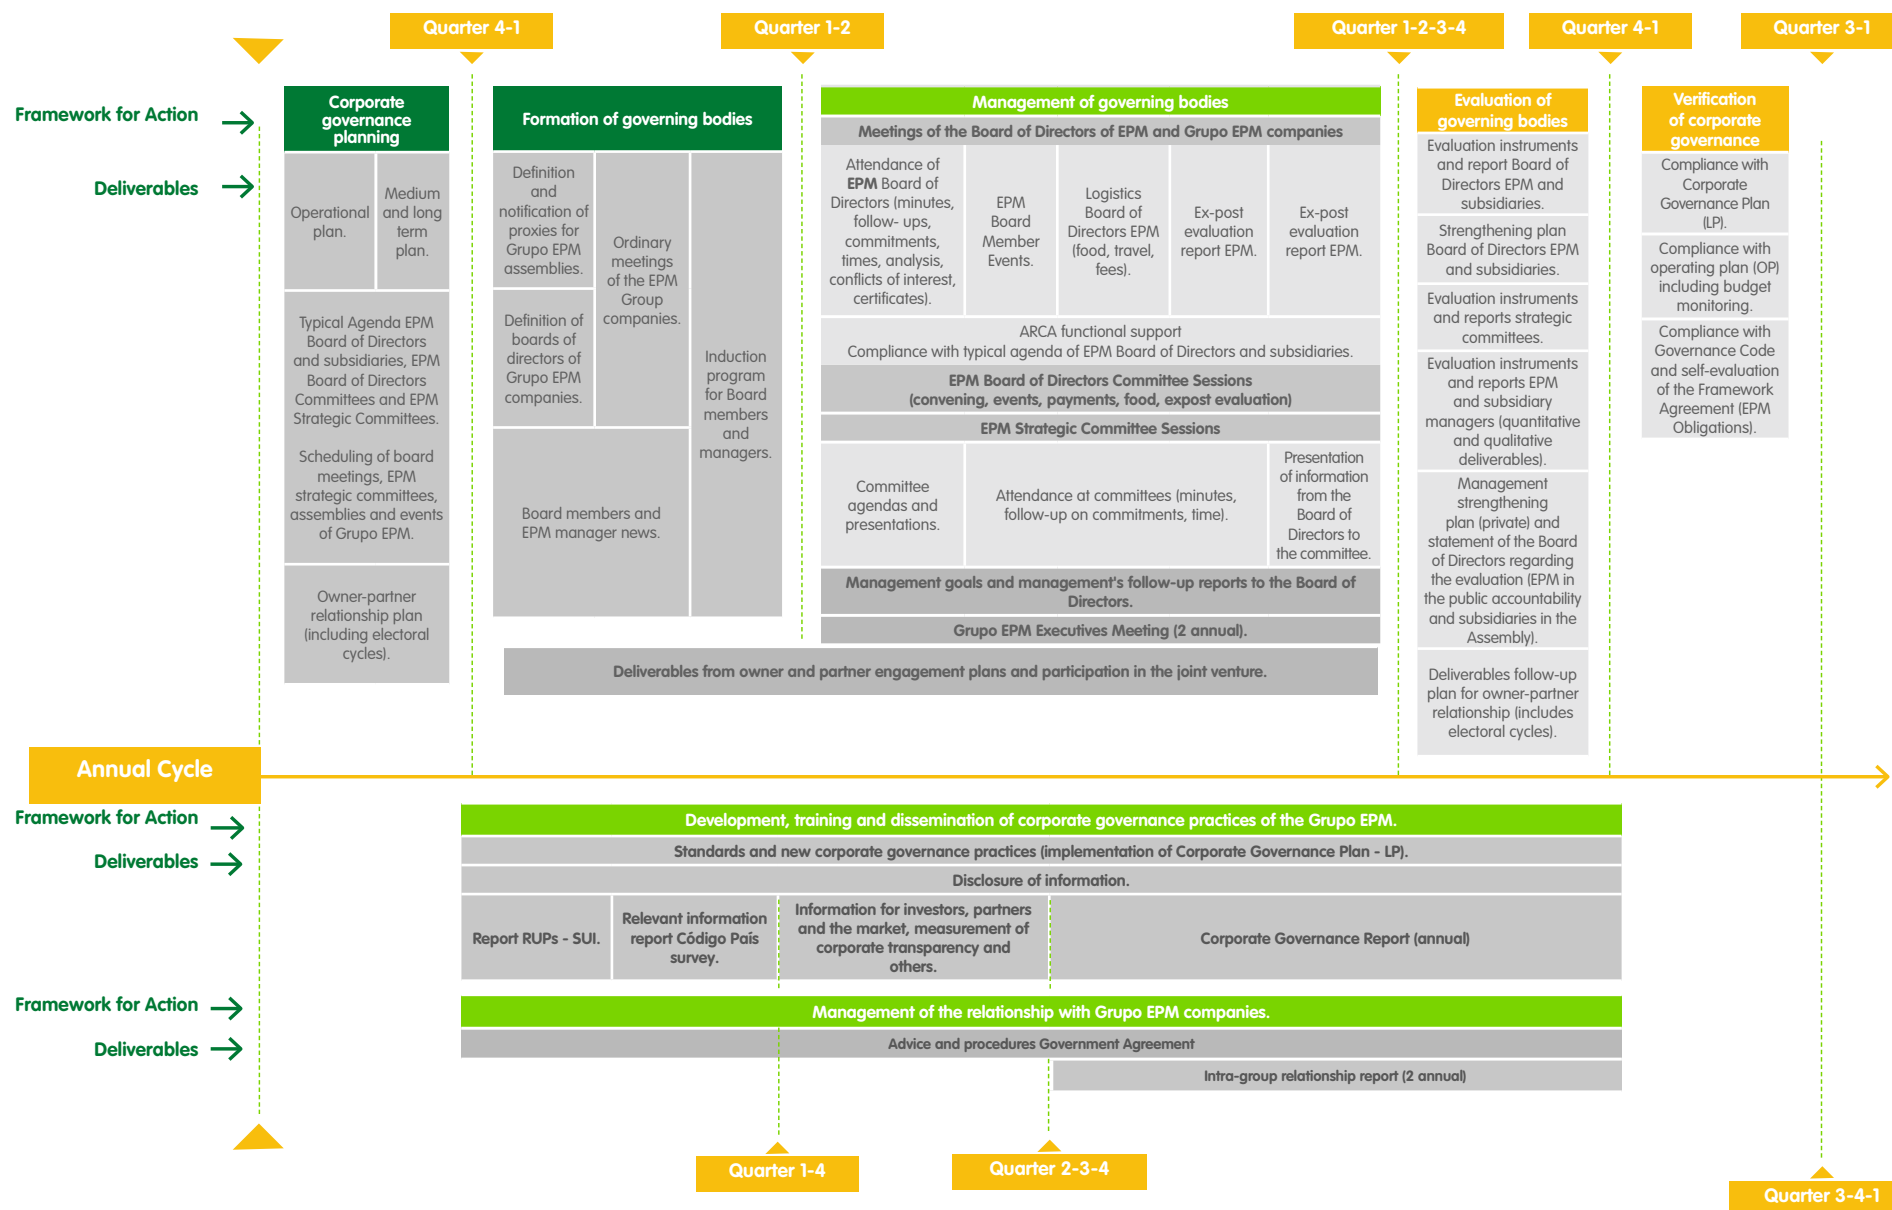 Quarter 4-1
Quarter 1-2
Quarter 1-2-3-4
Quarter 4-1
Quarter 3-1
Framework for Action
Deliverables
Corporate
governance
planning
Operational
plan.
Medium
and long
term
plan.
Typical Agenda EPM
Board of Directors
and subsidiaries, EPM
Board of Directors
Committees and EPM
Strategic Committees.
Scheduling of board
meetings, EPM
strategic committees,
assemblies and events
of Grupo EPM.
Owner-partner
relationship plan
(including electoral
cycles).
Formation of governing bodies
Definition
and
notification of
proxies for
Grupo EPM
assemblies.
Definition of
boards of
directors of
Grupo EPM
companies.
Ordinary
meetings
of the EPM
Group
companies.
Board members and
EPM manager news.
Induction
program
for Board
members
and
managers.
Management of governing bodies
Meetings of the Board of Directors of EPM and Grupo EPM companies
Attendance of
EPM Board of
Directors (minutes,
follow- ups,
commitments,
times, analysis,
conflicts of interest,
certificates).
EPM
Board
Member
Events.
Logistics
Board of
Directors EPM
(food, travel,
fees).
Ex-post
evaluation
report EPM.
Ex-post
evaluation
report EPM.
ARCA functional support
Compliance with typical agenda of EPM Board of Directors and subsidiaries.
EPM Board of Directors Committee Sessions
(convening, events, payments, food, expost evaluation)
EPM Strategic Committee Sessions
Committee
agendas and
presentations.
Attendance at committees (minutes,
follow-up on commitments, time).
Presentation
of information
from the
Board of
Directors to
the committee.
Management goals and management's follow-up reports to the Board of
Directors.
Grupo EPM Executives Meeting (2 annual).
Deliverables from owner and partner engagement plans and participation in the joint venture.
Evaluation of
governing bodies
Evaluation instruments
and report Board of
Directors EPM and
subsidiaries.
Strengthening plan
Board of Directors EPM
and subsidiaries.
Evaluation instruments
and reports strategic
committees.
Evaluation instruments
and reports EPM
and subsidiary
managers (quantitative
and qualitative
deliverables).
Management
strengthening
plan (private) and
statement of the Board
of Directors regarding
the evaluation (EPM in
the public accountability
and subsidiaries in the
Assembly).
Deliverables follow-up
plan for owner-partner
relationship (includes
electoral cycles).
Verification
of corporate
governance
Compliance with
Corporate
Governance Plan
(LP).
Compliance with
operating plan (OP)
including budget
monitoring.
Compliance with
Governance Code
and self-evaluation
of the Framework
Agreement (EPM
Obligations).
Annual Cycle
Framework for Action
Deliverables
Development, training and dissemination of corporate governance practices of the Grupo EPM.
Standards and new corporate governance practices (implementation of Corporate Governance Plan - LP).
Disclosure of information.
Report RUPs - SUI.
Relevant information
report Código País
survey.
Information for investors, partners
and the market, measurement of
corporate transparency and
others.
Corporate Governance Report (annual)
Framework for Action
Deliverables
Management of the relationship with Grupo EPM companies.
Advice and procedures Government Agreement
Intra-group relationship report (2 annual)
Quarter 1-4
Quarter 2-3-4
Quarter 3-4-1